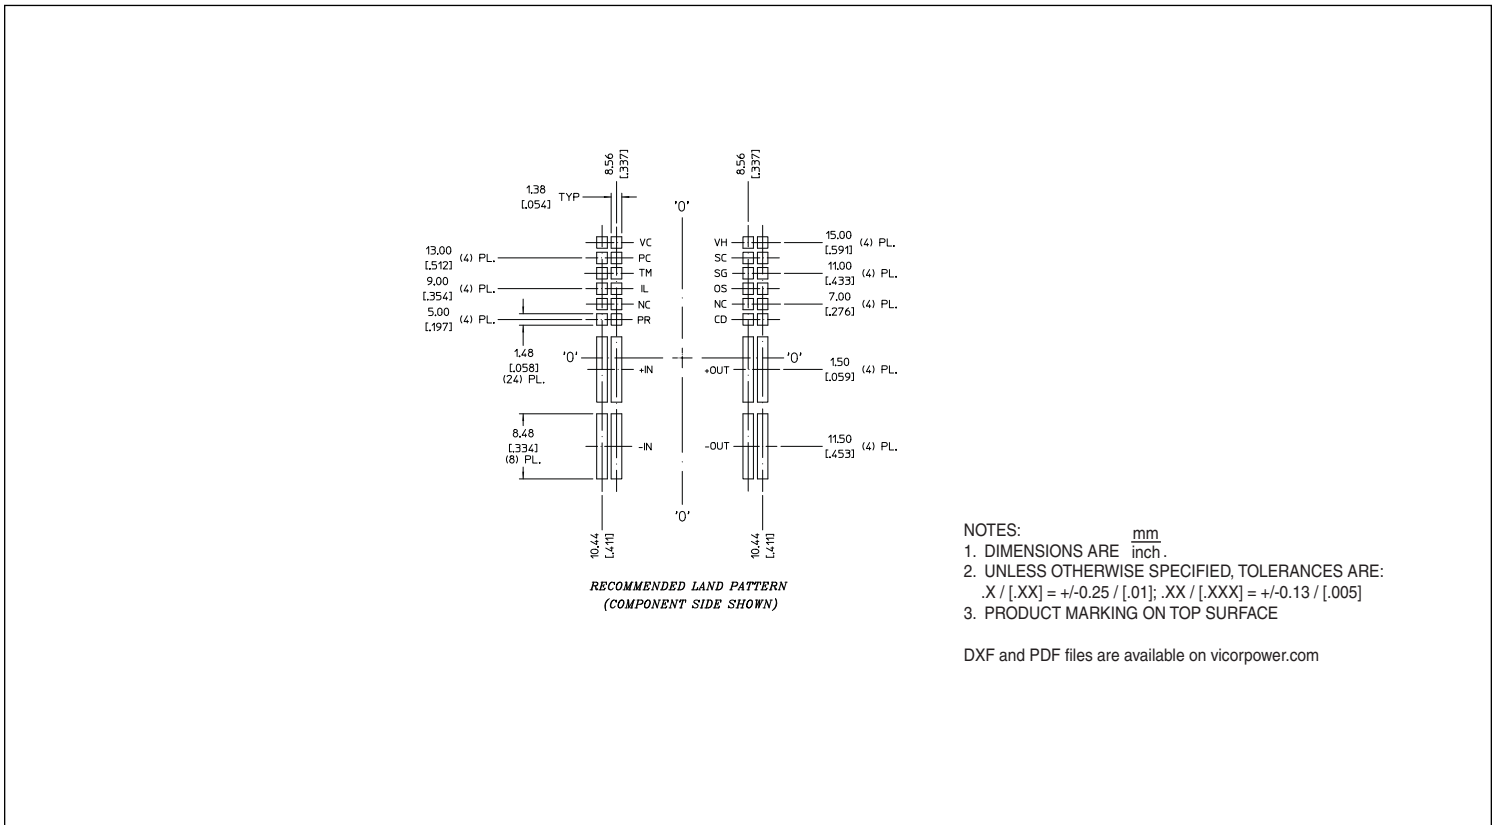 8.56
[.337]
8.56
[.337]
1.38
[.054] TYP
'0'
VC
VH
15.00
[.591] (4) PL.
13.00
[.512] (4) PL.
PC
SC
TM
SG
11.00
[.433] (4) PL.
9.00
[.354] (4) PL.
IL
OS
NC
NC
7.00
[.276] (4) PL.
5.00
[.197] (4) PL.
PR
CD
1.48
[.058]
(24) PL.
'0'
'0'
+IN
+OUT
1.50
[.059] (4) PL.
8.48
[.334]
(8) PL.
-IN
-OUT
11.50
[.453] (4) PL.
'0'
10.44
[.411]
10.44
[.411]
RECOMMENDED LAND PATTERN
(COMPONENT SIDE SHOWN)
NOTES:
1. DIMENSIONS ARE mm
inch.
2. UNLESS OTHERWISE SPECIFIED, TOLERANCES ARE:
.X / [.XX] = +/-0.25 / [.01]; .XX / [.XXX] = +/-0.13 / [.005]
3. PRODUCT MARKING ON TOP SURFACE
DXF and PDF files are available on vicorpower.com